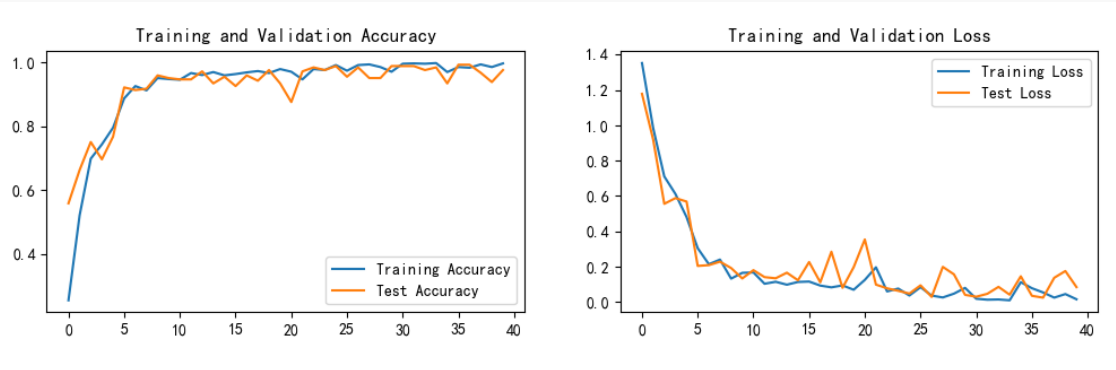 Training and Validation Accuracy
1.0
0.8
0.6
0.4
Training Accuracy
Test Accuracy
0 5 10 15 20 25 30 35 40
Training and Validation Loss
1.4
1.2
1.0
0.8
0.6
0.4
0.2
0.0
Training Loss
Test Loss
0 5 10 15 20 25 30 35 40